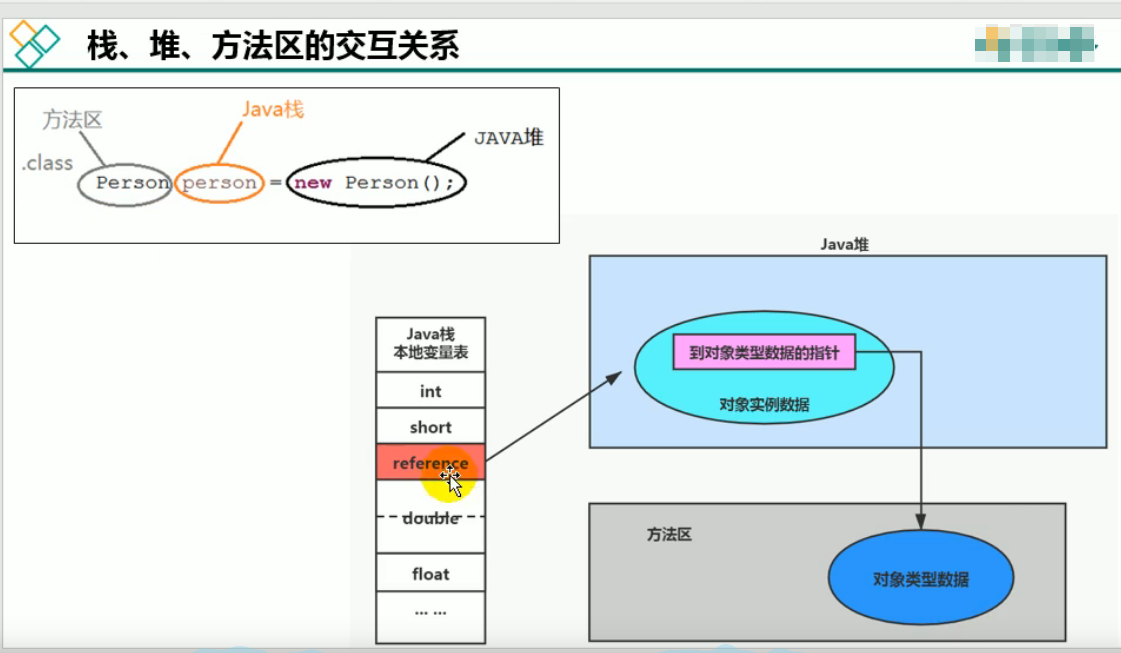 栈、堆、方法区的交互关系
方法区
Java栈
JAVA堆
.class
Person person = new Person();
Java堆
Java栈
本地变量表
int
short
reference
double
float
... ...
到对象类型数据的指针
对象实例数据
方法区
对象类型数据